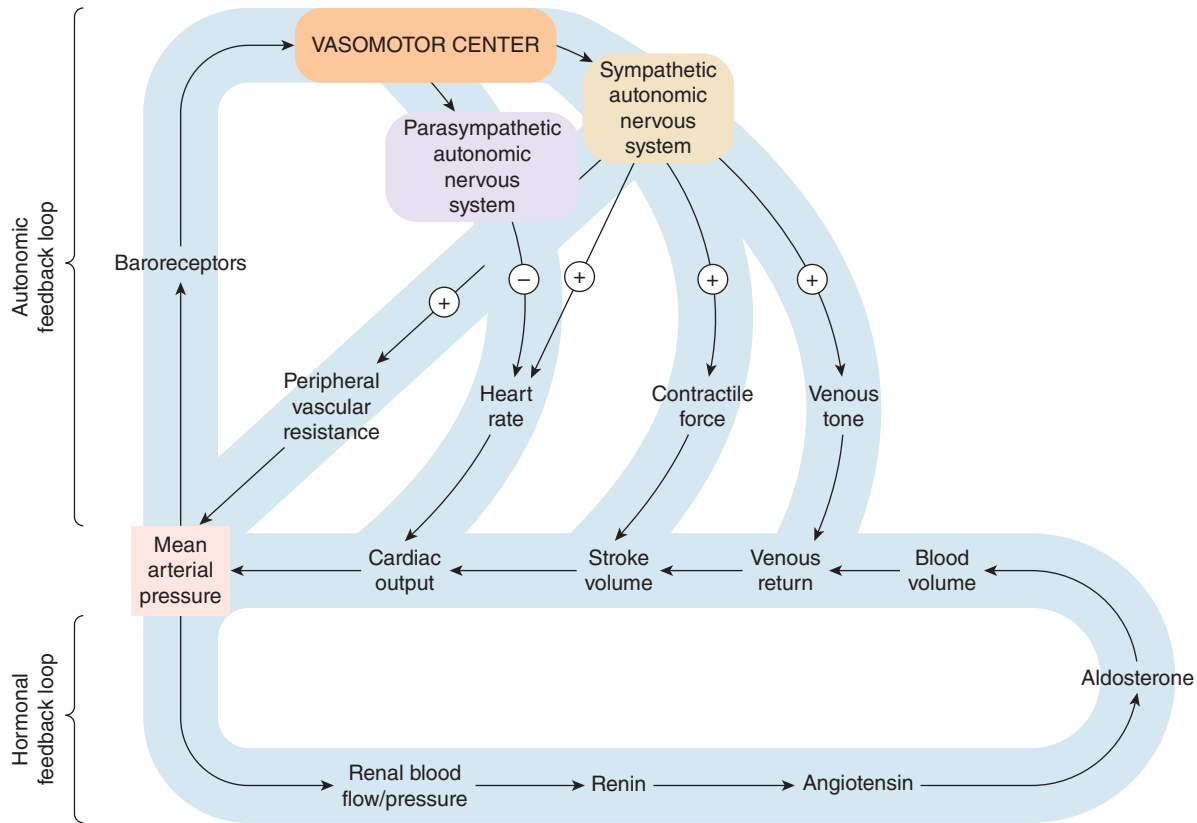 VASOMOTOR CENTER
Sympathetic
autonomic
nervous
system
Parasympathetic
autonomic
nervous
system
Autonomic
feedback loop
Baroreceptors
+
−
+
+
+
Peripheral
vascular
resistance
Heart
rate
Contractile
force
Venous
tone
Mean
arterial
pressure
Cardiac
output
Stroke
volume
Venous
return
Blood
volume
Hormonal
feedback loop
Aldosterone
Renal blood
flow/pressure
Renin
Angiotensin